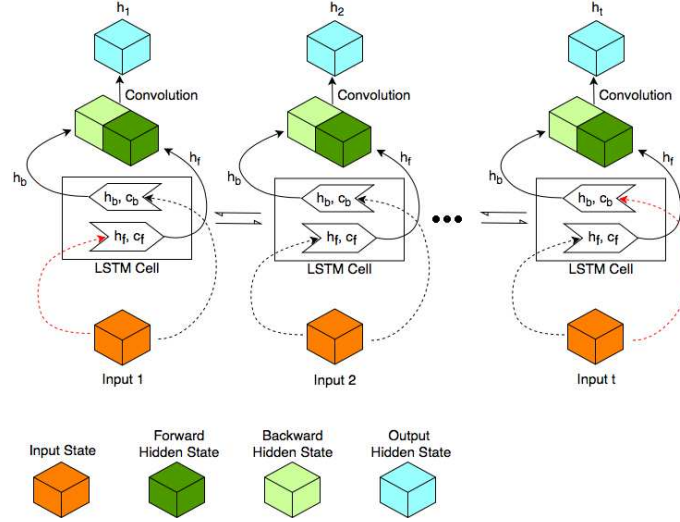 h1
h2
ht
Convolution
Convolution
Convolution
hb
hf
hb
hf
hb
hf
hb, cb
hb, cb
hb, cb
hf, cf
hf, cf
hf, cf
LSTM Cell
LSTM Cell
LSTM Cell
Input 1
Input 2
Input t
Input State
Forward
Hidden State
Backward
Hidden State
Output
Hidden State